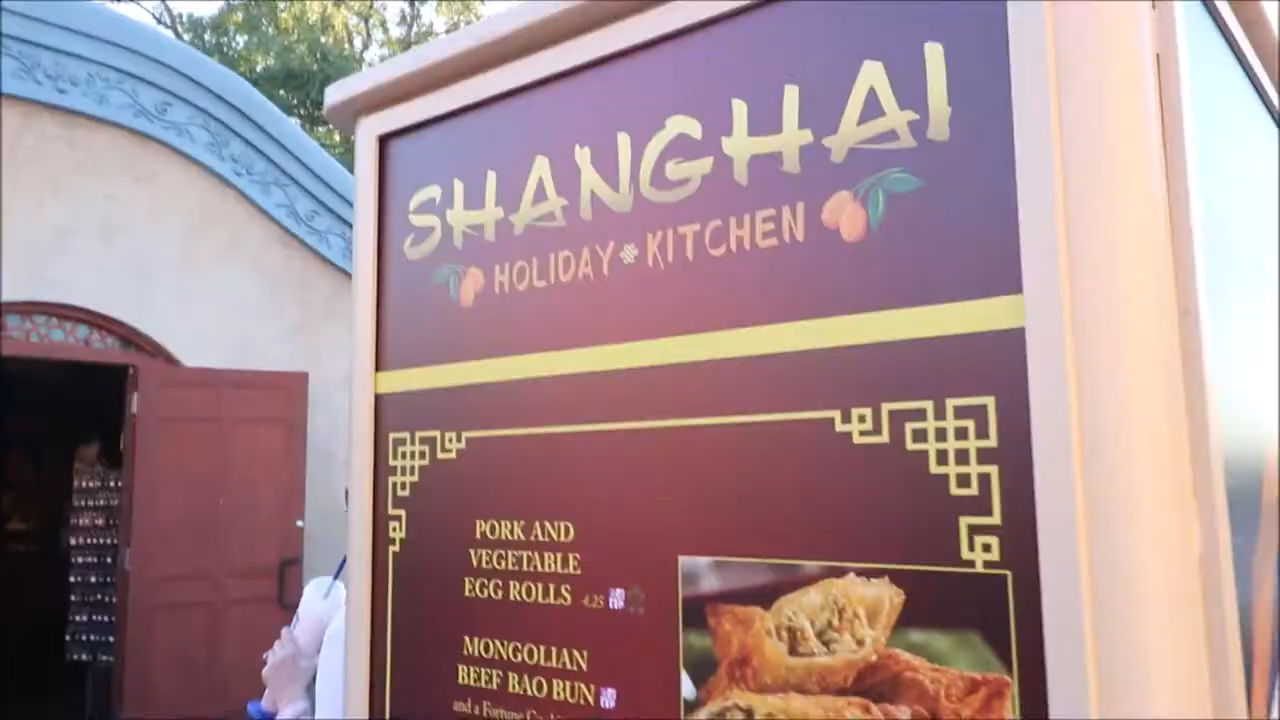 SHANGHAI
HOLIDAY KITCHEN
PORK AND
VEGETABLE
EGG ROLLS 4.25
MONGOLIAN
BEEF BAO BUN
and a Fortune